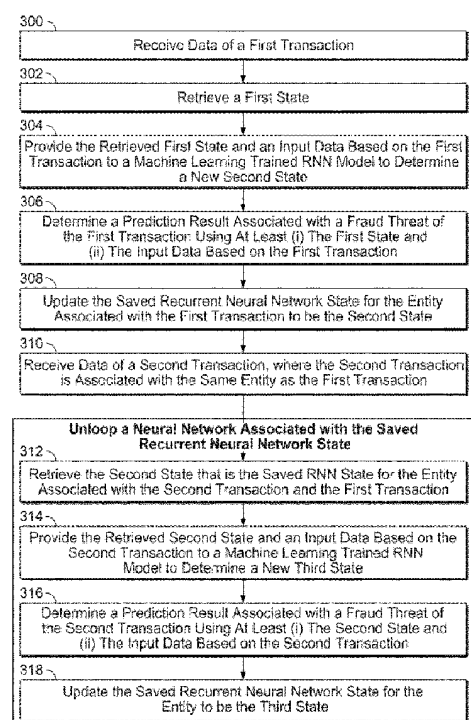 300
Receive Data of a First Transaction
302
Retrieve a First State
304
Provide the Retrieved First State and an Input Data Based on the First
Transaction to a Machine Learning Trained RNN Model to Determine
a New Second State
306
Determine a Prediction Result Associated with a Fraud Threat of
the First Transaction Using At Least (i) The First State and
(ii) The Input Data Based on the First Transaction
308
Update the Saved Recurrent Neural Network State for the Entity
Associated with the First Transaction to be the Second State
310
Receive Data of a Second Transaction, where the Second Transaction
is Associated with the Same Entity as the First Transaction
Unloop a Neural Network Associated with the Saved
Recurrent Neural Network State
312
Retrieve the Second State that is the Saved RNN State for the Entity
Associated with the Second Transaction and the First Transaction
314
Provide the Retrieved Second State and an Input Data Based on the
Second Transaction to a Machine Learning Trained RNN
Model to Determine a New Third State
316
Determine a Prediction Result Associated with a Fraud Threat of
the Second Transaction Using At Least (i) The Second State and
(ii) The Input Data Based on the Second Transaction
318
Update the Saved Recurrent Neural Network State for the
Entity to be the Third State